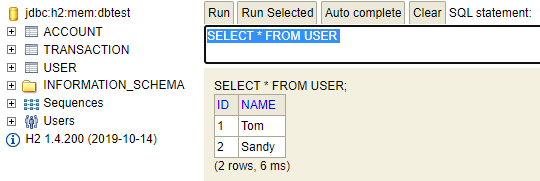 jdbc:h2:mem:dbtest
ACCOUNT
TRANSACTION
USER
INFORMATION_SCHEMA
Sequences
Users
H2 1.4.200 (2019-10-14)
Run Run Selected Auto complete Clear SQL statement:
SELECT * FROM USER
SELECT * FROM USER;
ID NAME
1 Tom
2 Sandy
(2 rows, 6 ms)